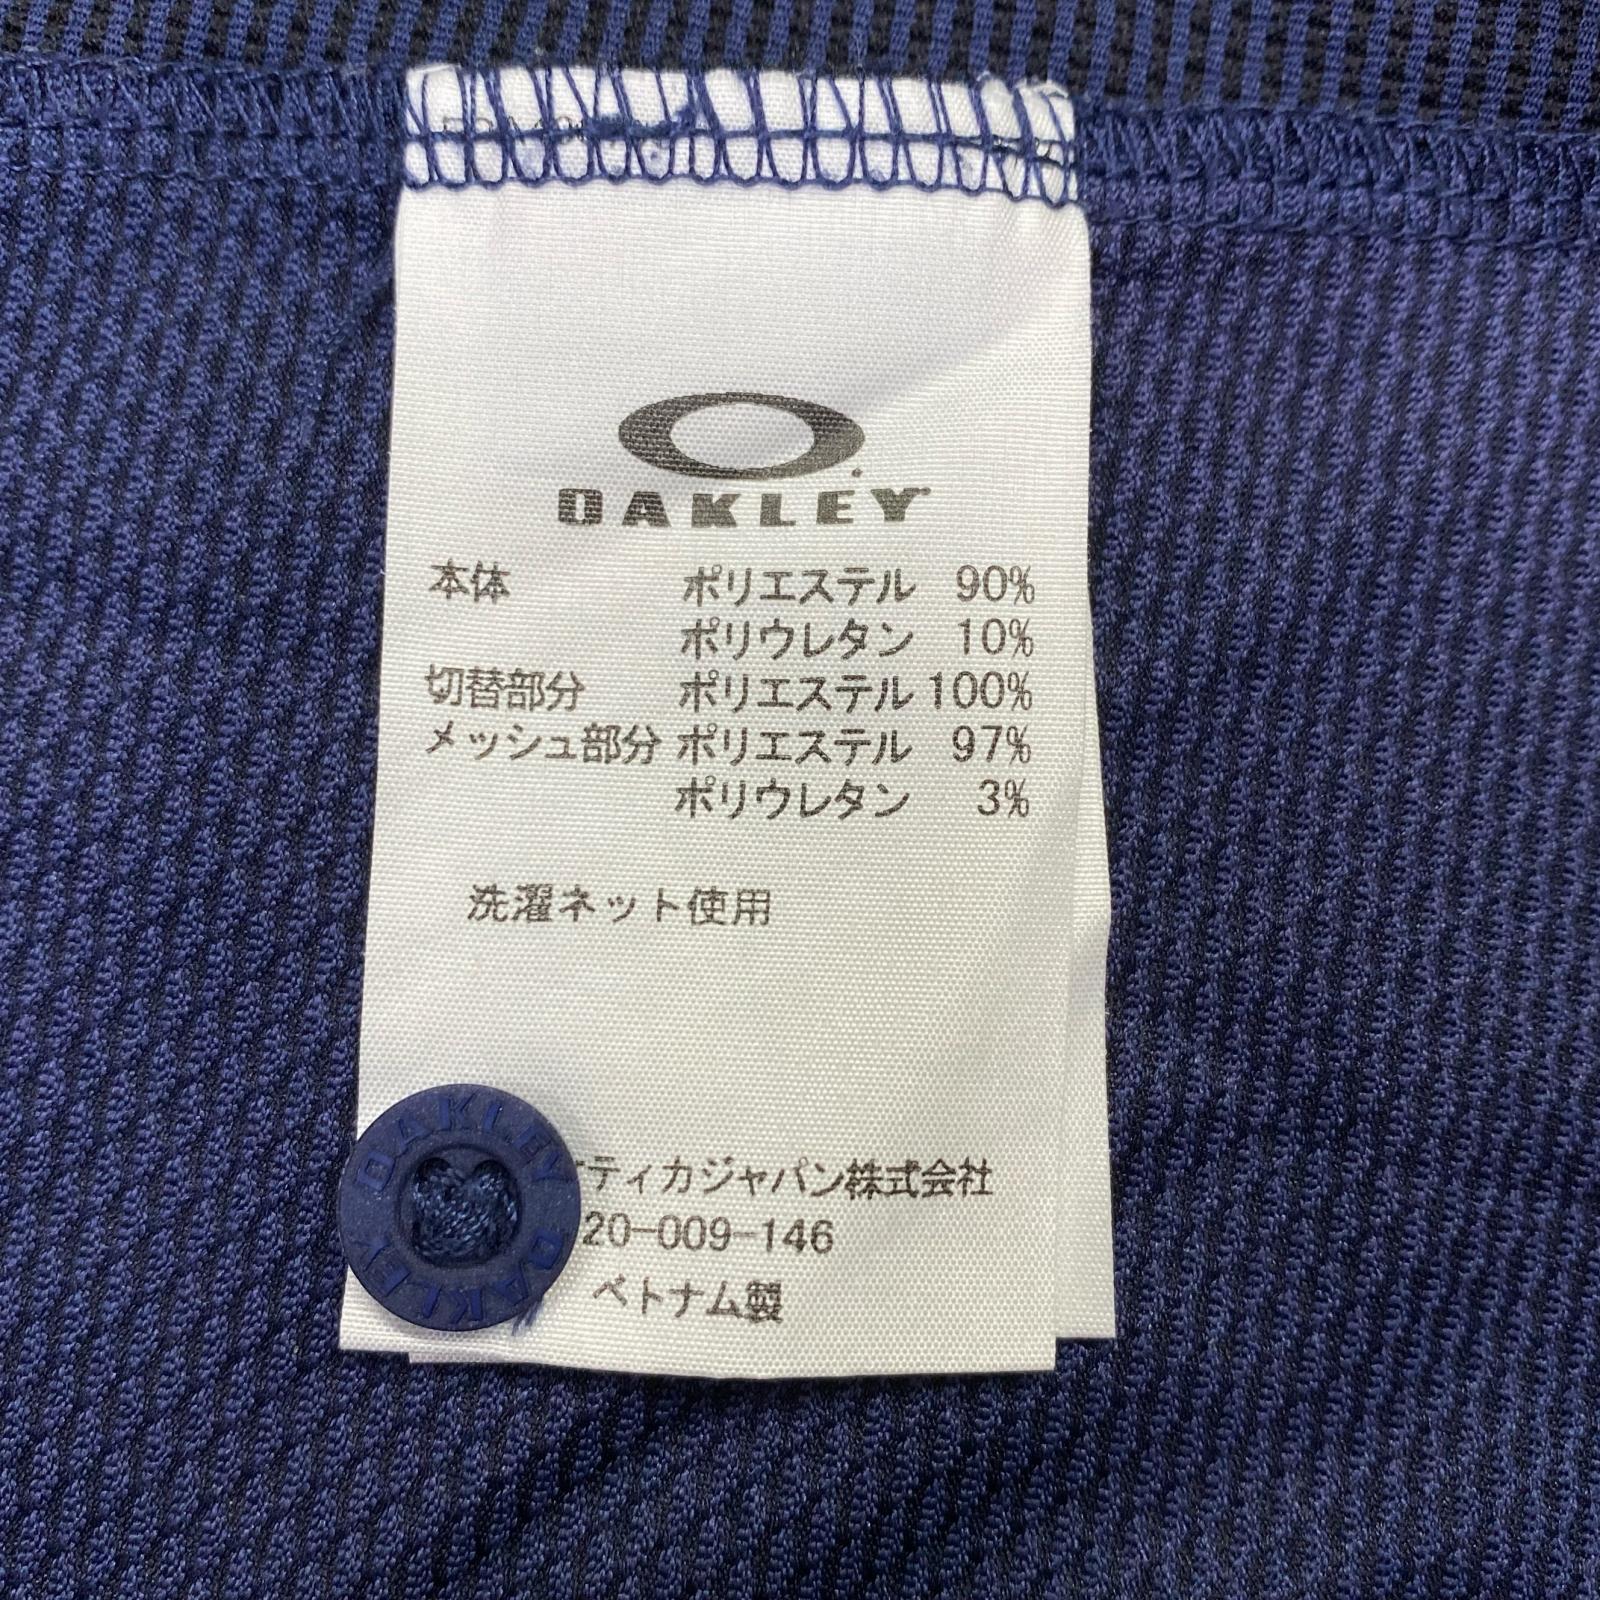 OAKLEY
本体 ポリエステル 90%
ポリウレタン 10%
切替部分 ポリエステル 100%
メッシュ部分 ポリエステル 97%
ポリウレタン 3%
洗濯ネット使用
ティカジャパン株式会社
20-009-146
ベトナム製
OAKLEY OAKLEY